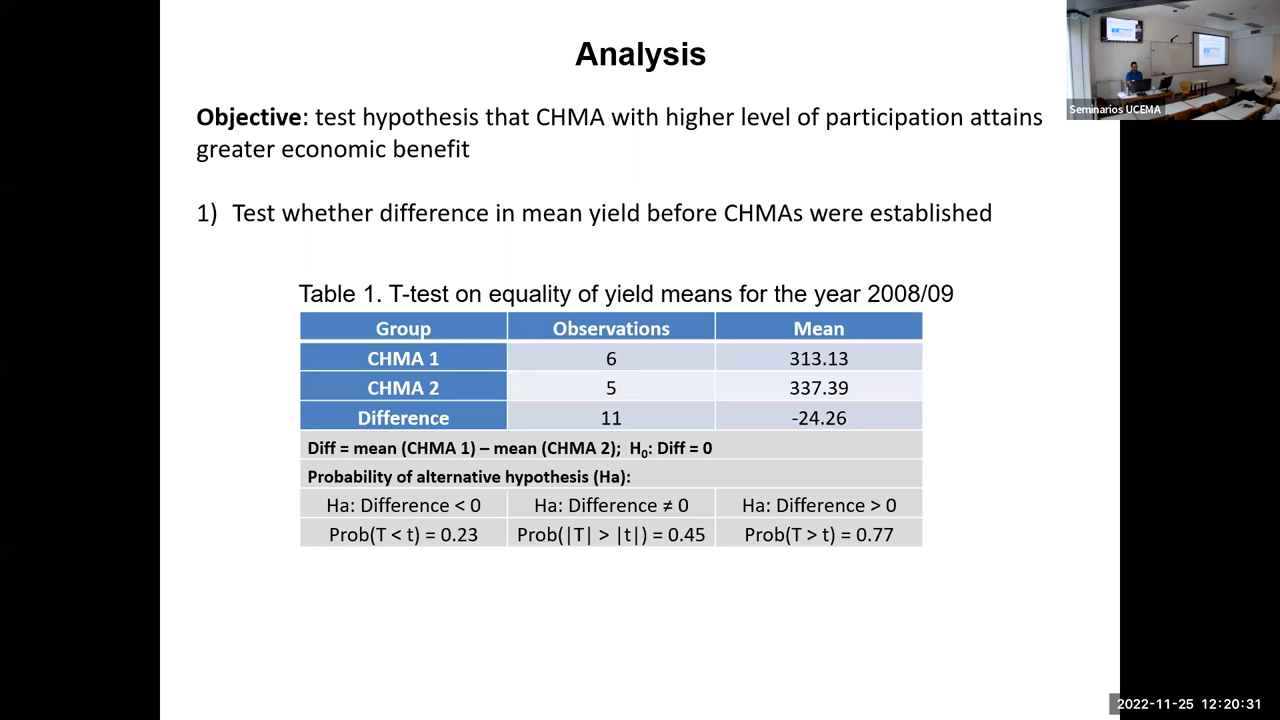 Analysis
Objective: test hypothesis that CHMA with higher level of participation attains
greater economic benefit
1) Test whether difference in mean yield before CHMAs were established
Table 1. T-test on equality of yield means for the year 2008/09
Group Observations Mean
CHMA 1 6 313.13
CHMA 2 5 337.39
Difference 11 -24.26
Diff = mean (CHMA 1) – mean (CHMA 2); H₀: Diff = 0
Probability of alternative hypothesis (Ha):
Ha: Difference < 0 Ha: Difference ≠ 0 Ha: Difference > 0
Prob(T < t) = 0.23 Prob(|T| > |t|) = 0.45 Prob(T > t) = 0.77
Seminarios UCEMA
2022-11-25 12:20:31